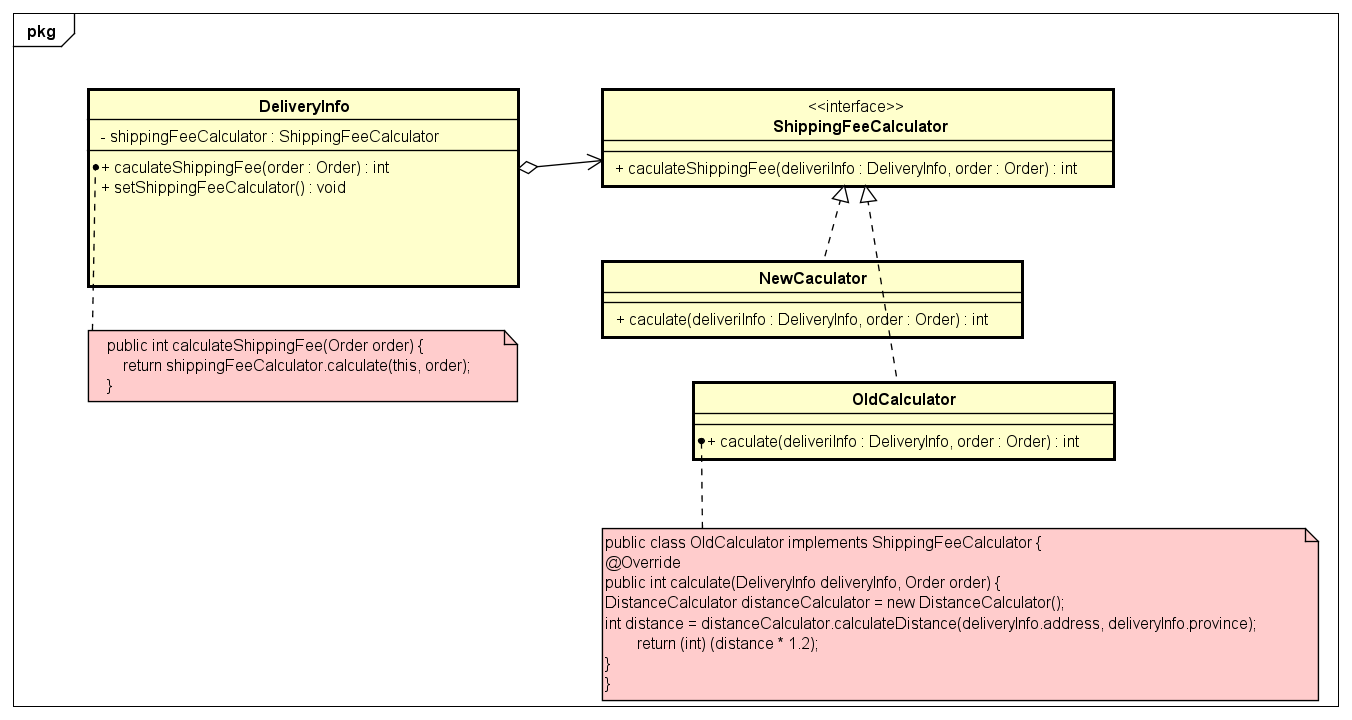 pkg
DeliveryInfo
- shippingFeeCalculator : ShippingFeeCalculator
+ caculateShippingFee(order : Order) : int
+ setShippingFeeCalculator() : void
public int calculateShippingFee(Order order) {
return shippingFeeCalculator.calculate(this, order);
}
<<interface>>
ShippingFeeCalculator
+ caculateShippingFee(deliveriInfo : DeliveryInfo, order : Order) : int
NewCaculator
+ caculate(deliveriInfo : DeliveryInfo, order : Order) : int
OldCalculator
+ caculate(deliveriInfo : DeliveryInfo, order : Order) : int
public class OldCalculator implements ShippingFeeCalculator {
@Override
public int calculate(DeliveryInfo deliveryInfo, Order order) {
DistanceCalculator distanceCalculator = new DistanceCalculator();
int distance = distanceCalculator.calculateDistance(deliveryInfo.address, deliveryInfo.province);
return (int) (distance * 1.2);
}
}